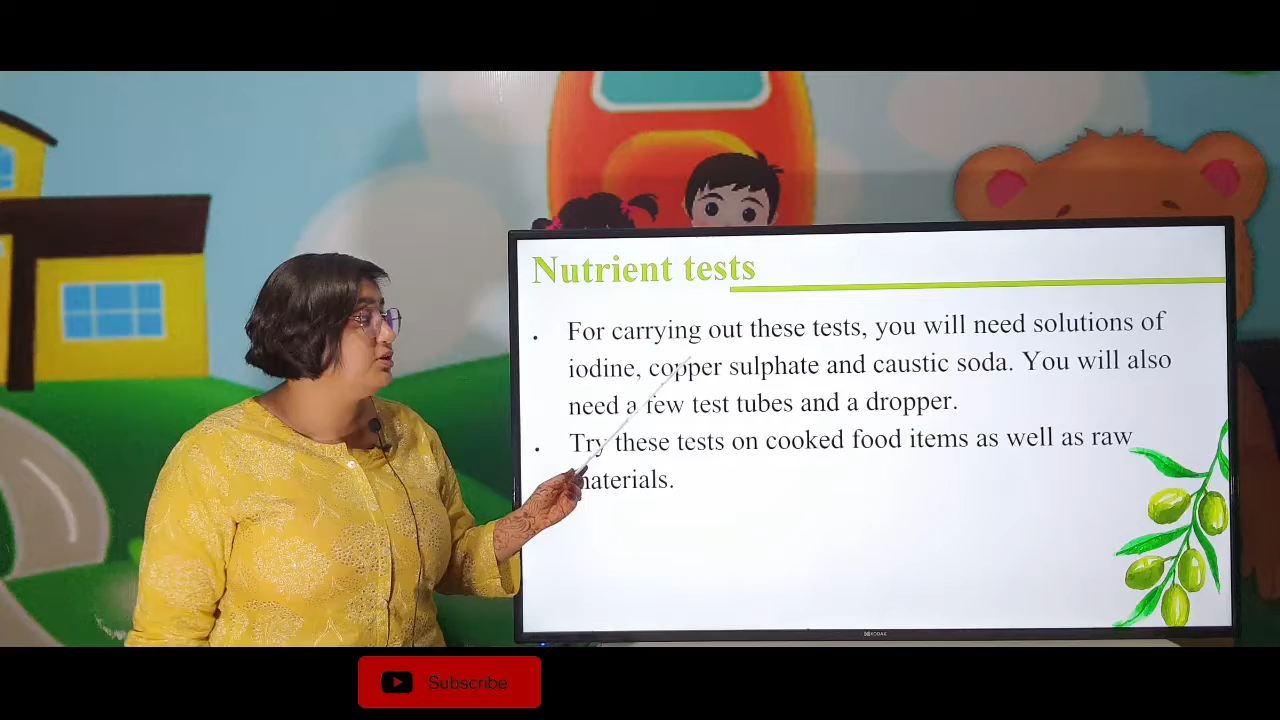 Nutrient tests
. For carrying out these tests, you will need solutions of
iodine, copper sulphate and caustic soda. You will also
need a few test tubes and a dropper.
. Try these tests on cooked food items as well as raw
materials.
KODAK
Subscribe